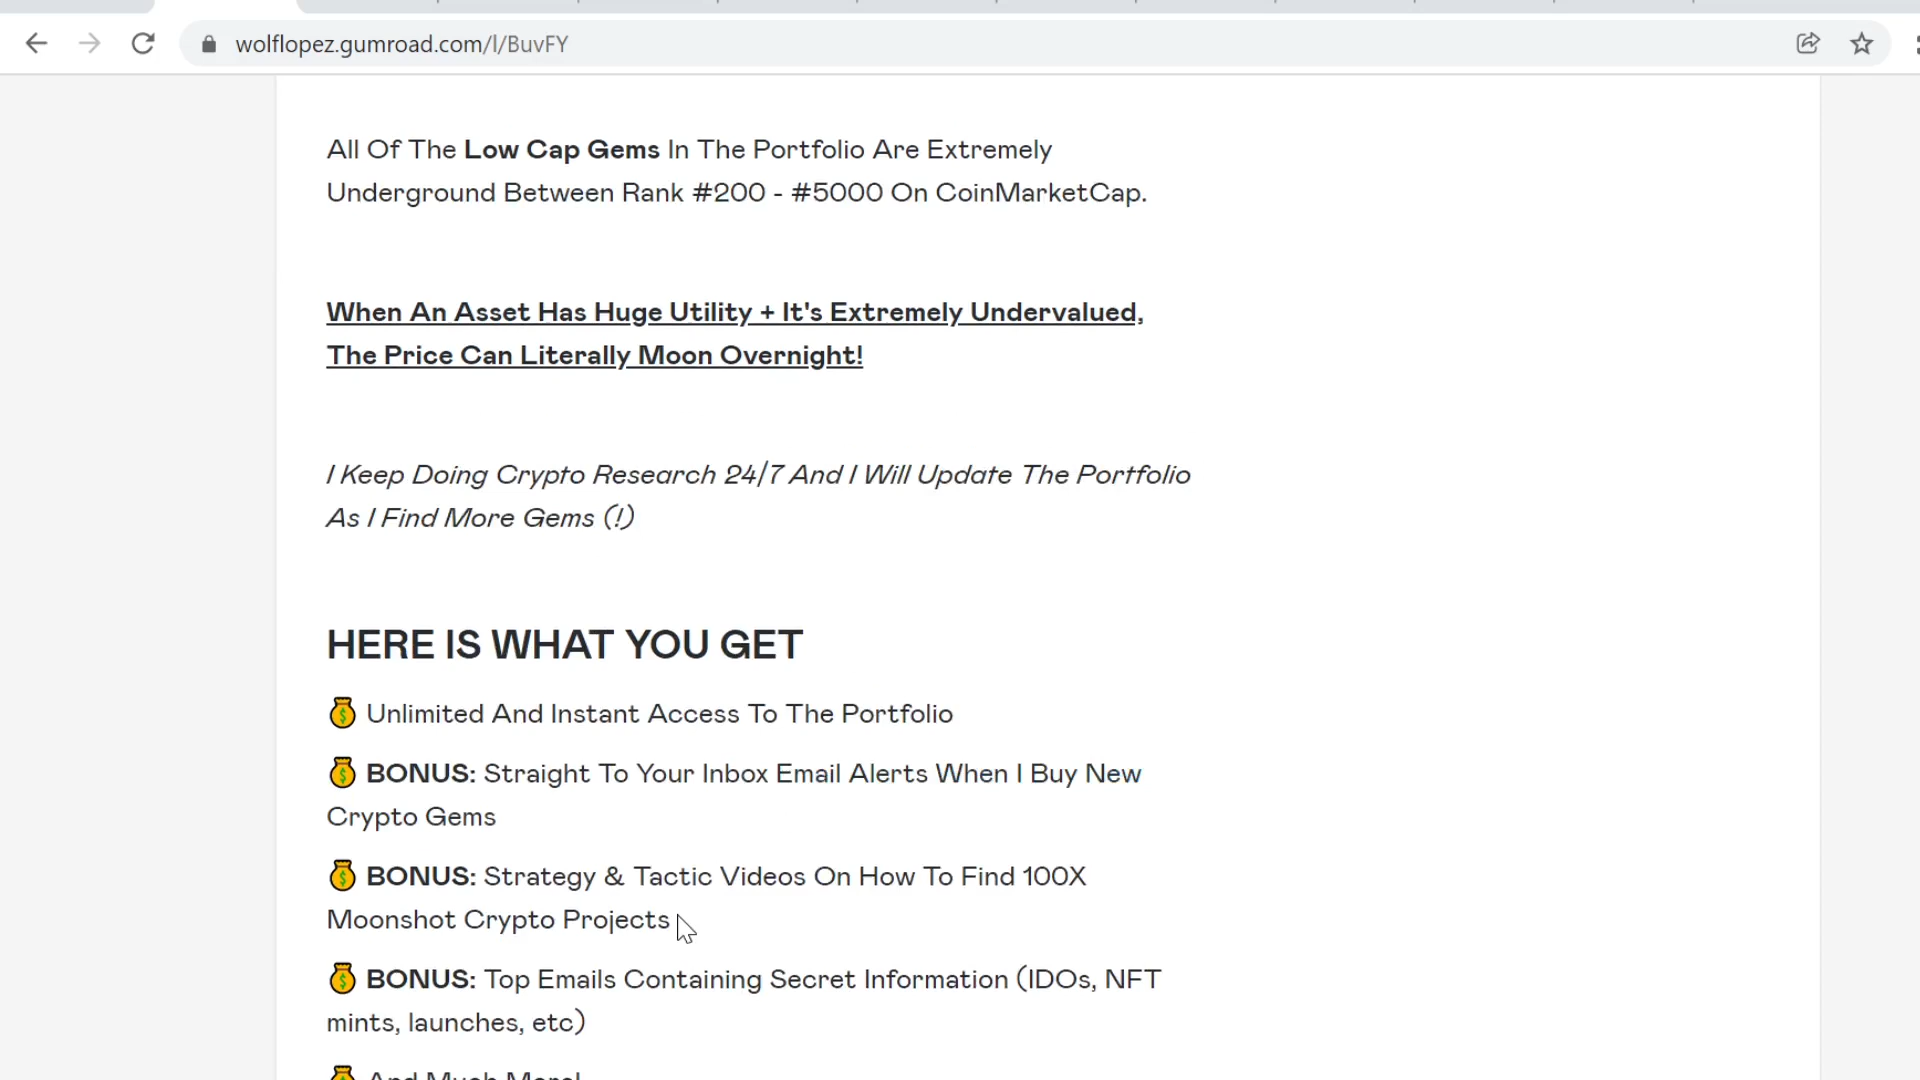 wolflopez.gumroad.com/l/BuvFY
All Of The Low Cap Gems In The Portfolio Are Extremely
Underground Between Rank #200 - #5000 On CoinMarketCap.
When An Asset Has Huge Utility + It's Extremely Undervalued,
The Price Can Literally Moon Overnight!
I Keep Doing Crypto Research 24/7 And I Will Update The Portfolio
As I Find More Gems (!)
HERE IS WHAT YOU GET
Unlimited And Instant Access To The Portfolio
BONUS: Straight To Your Inbox Email Alerts When I Buy New
Crypto Gems
BONUS: Strategy & Tactic Videos On How To Find 100X
Moonshot Crypto Projects
BONUS: Top Emails Containing Secret Information (IDOs, NFT
mints, launches, etc)
And Much More!